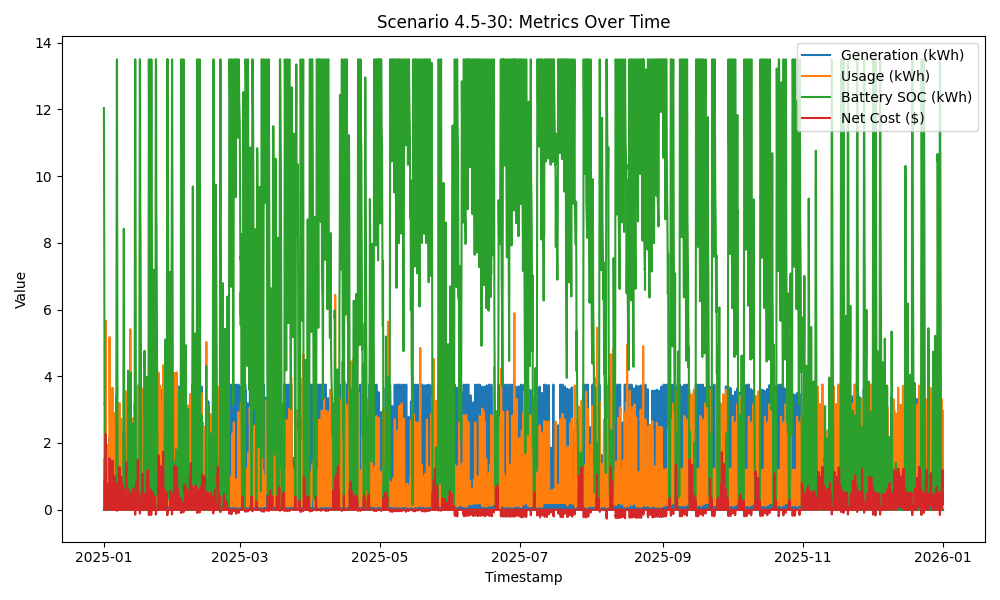 Scenario 4.5-30: Metrics Over Time
14
12
10
8
6
4
2
0
Value
Generation (kWh)
Usage (kWh)
Battery SOC (kWh)
Net Cost ($)
2025-01
2025-03
2025-05
2025-07
2025-09
2025-11
2026-01
Timestamp